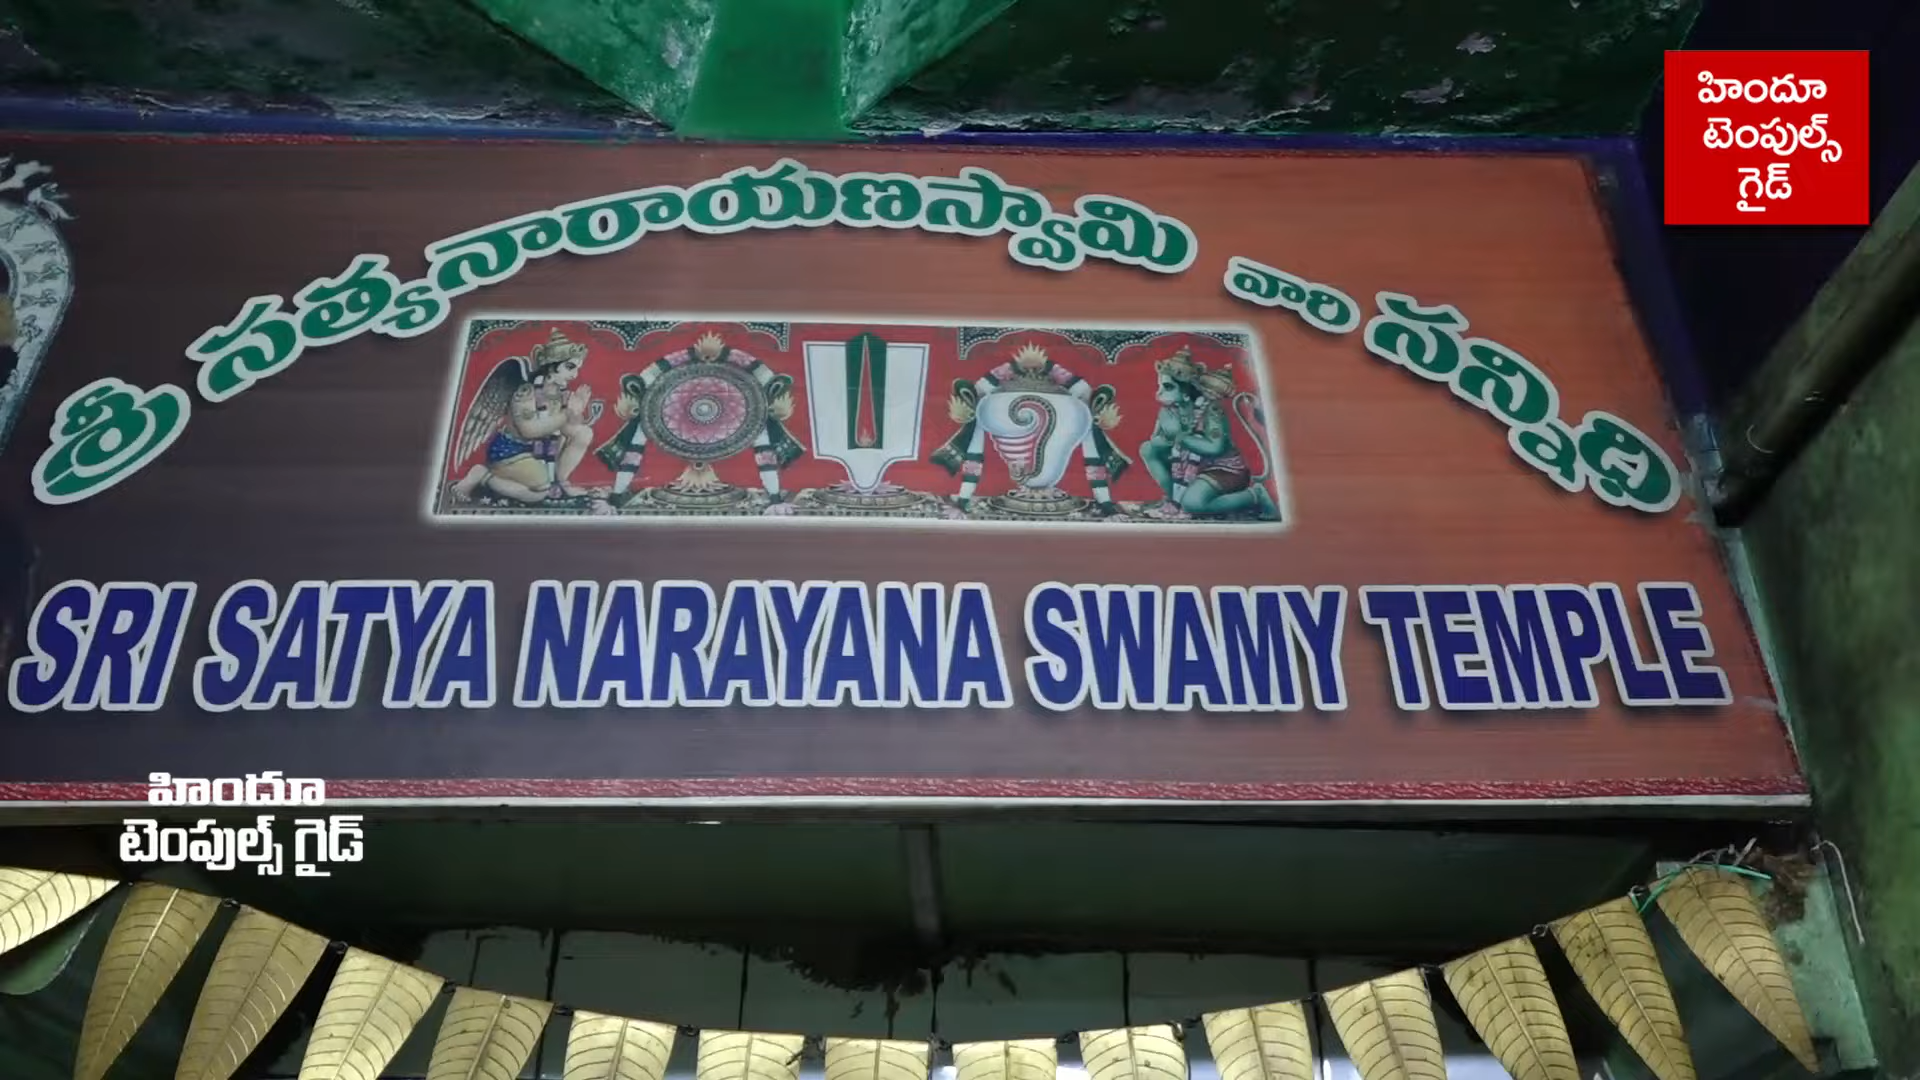 హిందూ
టెంపుల్స్
గైడ్
శ్రీ సత్యనారాయణస్వామి వారి సన్నిధి
SRI SATYA NARAYANA SWAMY TEMPLE
హిందూ
టెంపుల్స్ గైడ్